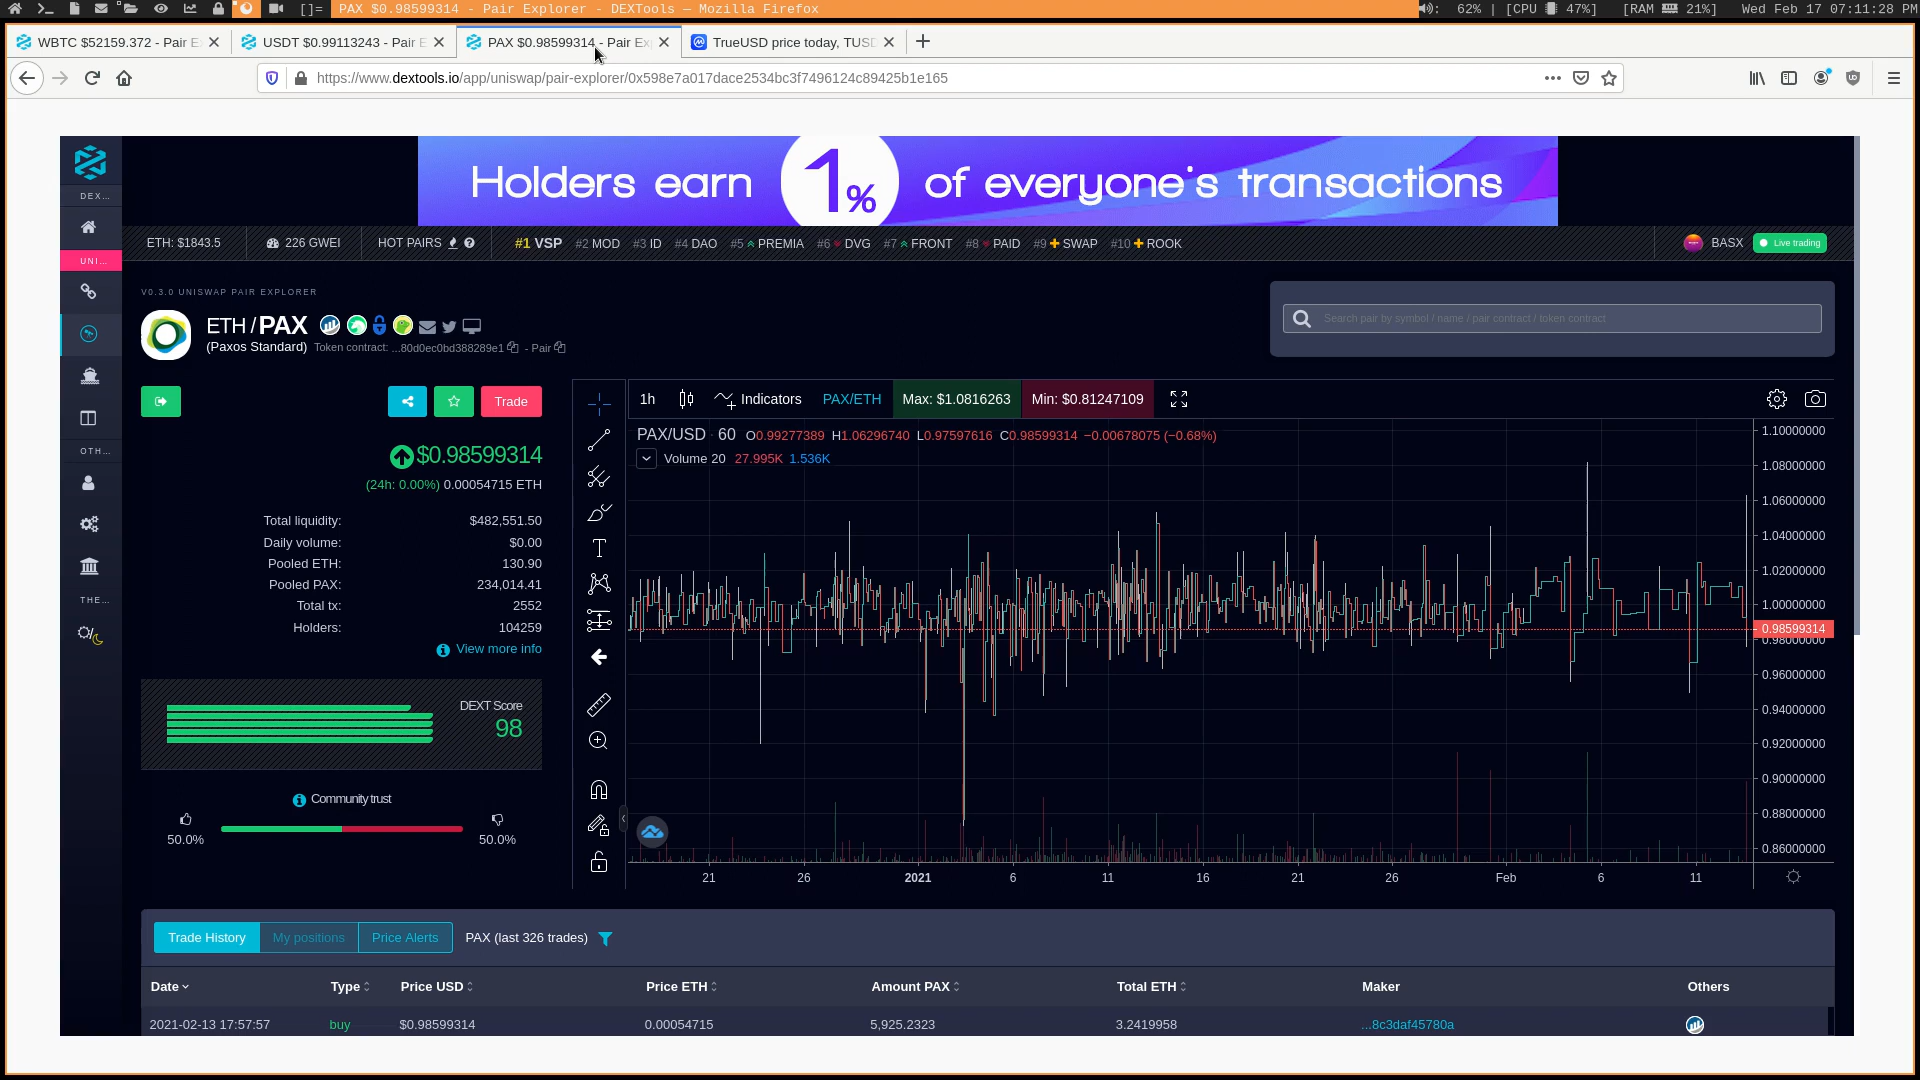 []= PAX $0.98599314 - Pair Explorer - DEXTools — Mozilla Firefox : 62% | [CPU 47%] [RAM 21%] Wed Feb 17 07:11:28 PM
WBTC $52159.372 - Pair E USDT $0.99113243 - Pair E PAX $0.98599314 - Pair Ex TrueUSD price today, TUSD
https://www.dextools.io/app/uniswap/pair-explorer/0x598e7a017dace2534bc3f7496124c89425b1e165
Holders earn 1% of everyone's transactions
DEX...
ETH: $1843.5 226 GWEI HOT PAIRS #1 VSP #2 MOD #3 ID #4 DAO #5 PREMIA #6 DVG #7 FRONT #8 PAID #9 SWAP #10 ROOK BASX Live trading
UNI...
V0.3.0 UNISWAP PAIR EXPLORER
ETH / PAX
Search pair by symbol / name / pair contract / token contract
(Paxos Standard) Token contract: ...80d0ec0bd388289e1 - Pair
Trade
1h Indicators PAX/ETH Max: $1.0816263 Min: $0.81247109
PAX/USD · 60 O0.99277389 H1.06296740 L0.97597616 C0.98599314 −0.00678075 (−0.68%)
Volume 20 27.995K 1.536K
OTH...
$0.98599314
(24h: 0.00%) 0.00054715 ETH
Total liquidity: $482,551.50
Daily volume: $0.00
Pooled ETH: 130.90
Pooled PAX: 234,014.41
Total tx: 2552
Holders: 104259
View more info
THE...
DEXT Score
98
Community trust
50.0% 50.0%
1.10000000
1.08000000
1.06000000
1.04000000
1.02000000
1.00000000
0.98599314
0.98000000
0.96000000
0.94000000
0.92000000
0.90000000
0.88000000
0.86000000
21 26 2021 6 11 16 21 26 Feb 6 11
Trade History My positions Price Alerts PAX (last 326 trades)
Date Type Price USD Price ETH Amount PAX Total ETH Maker Others
2021-02-13 17:57:57 buy $0.98599314 0.00054715 5,925.2323 3.2419958 ...8c3daf45780a